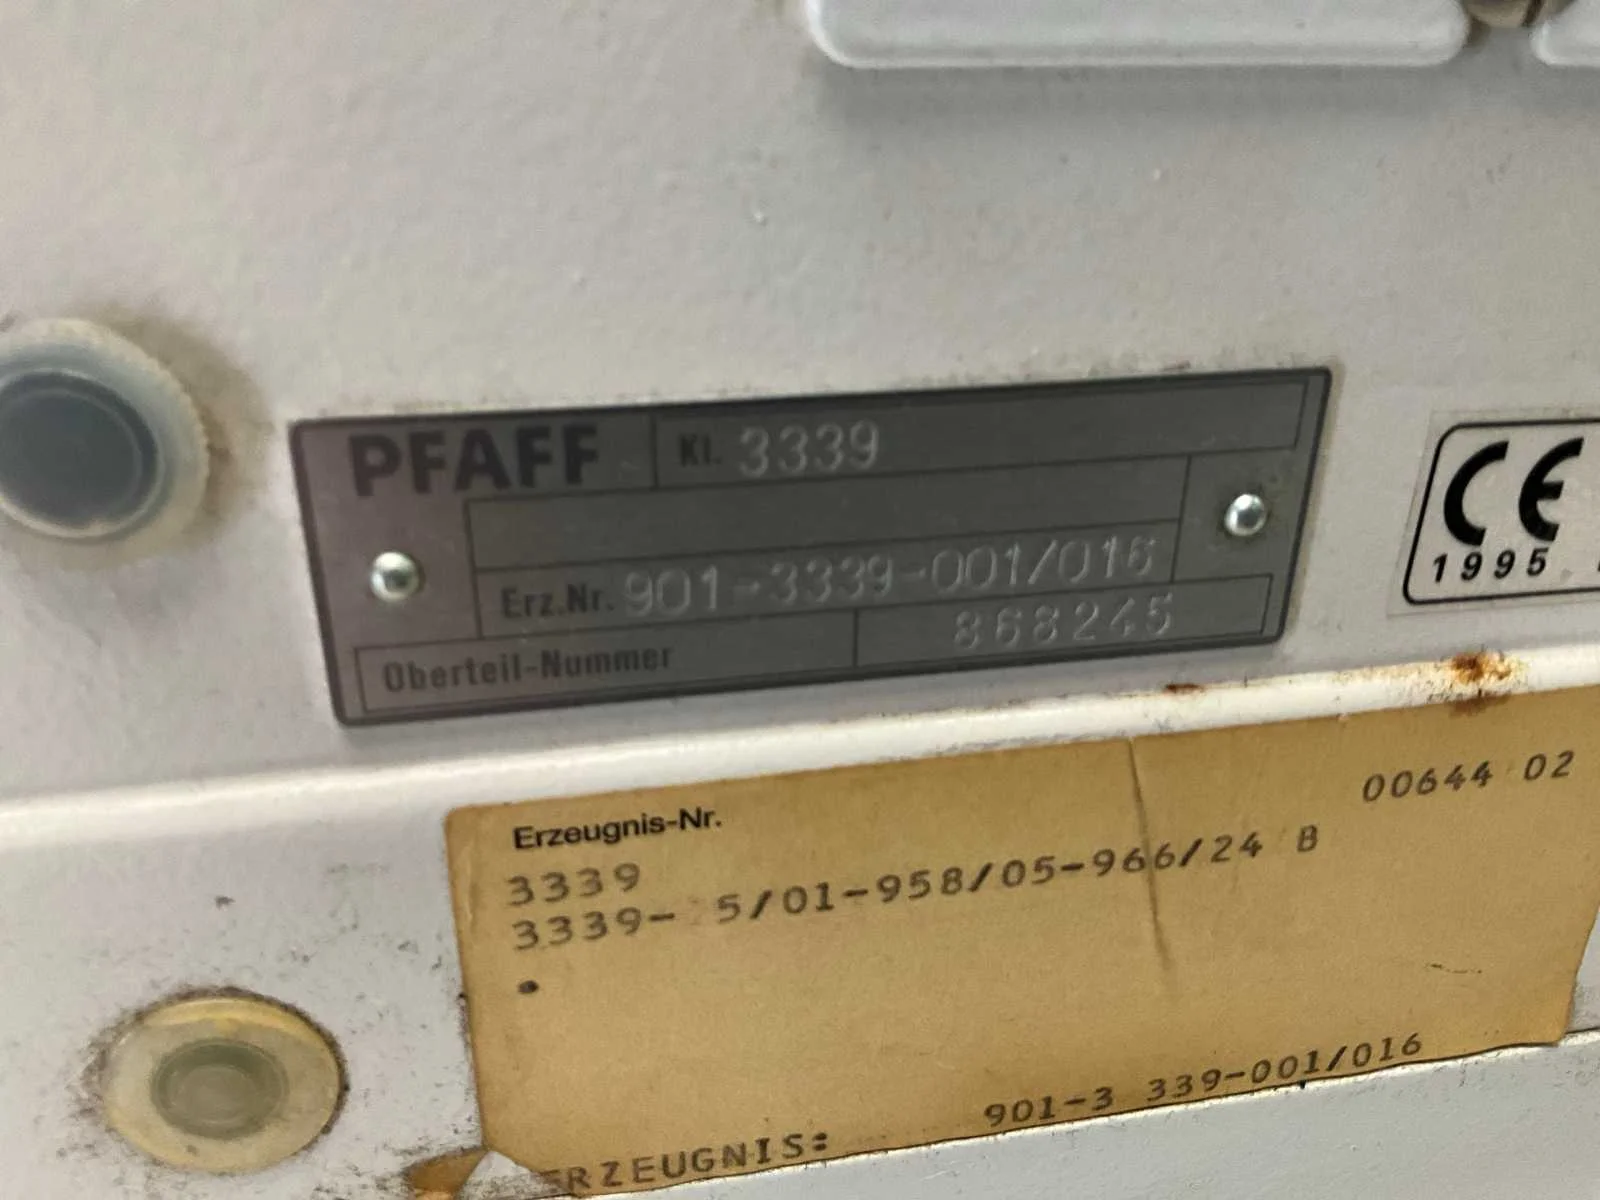 PFAFF Kl. 3339
Erz.Nr. 901-3339-001/016
Oberteil-Nummer 868245
CE
1995
Erzeugnis-Nr. 00644 02
3339
3339- 5/01-958/05-966/24 B
901-3 339-001/016
ERZEUGNIS: